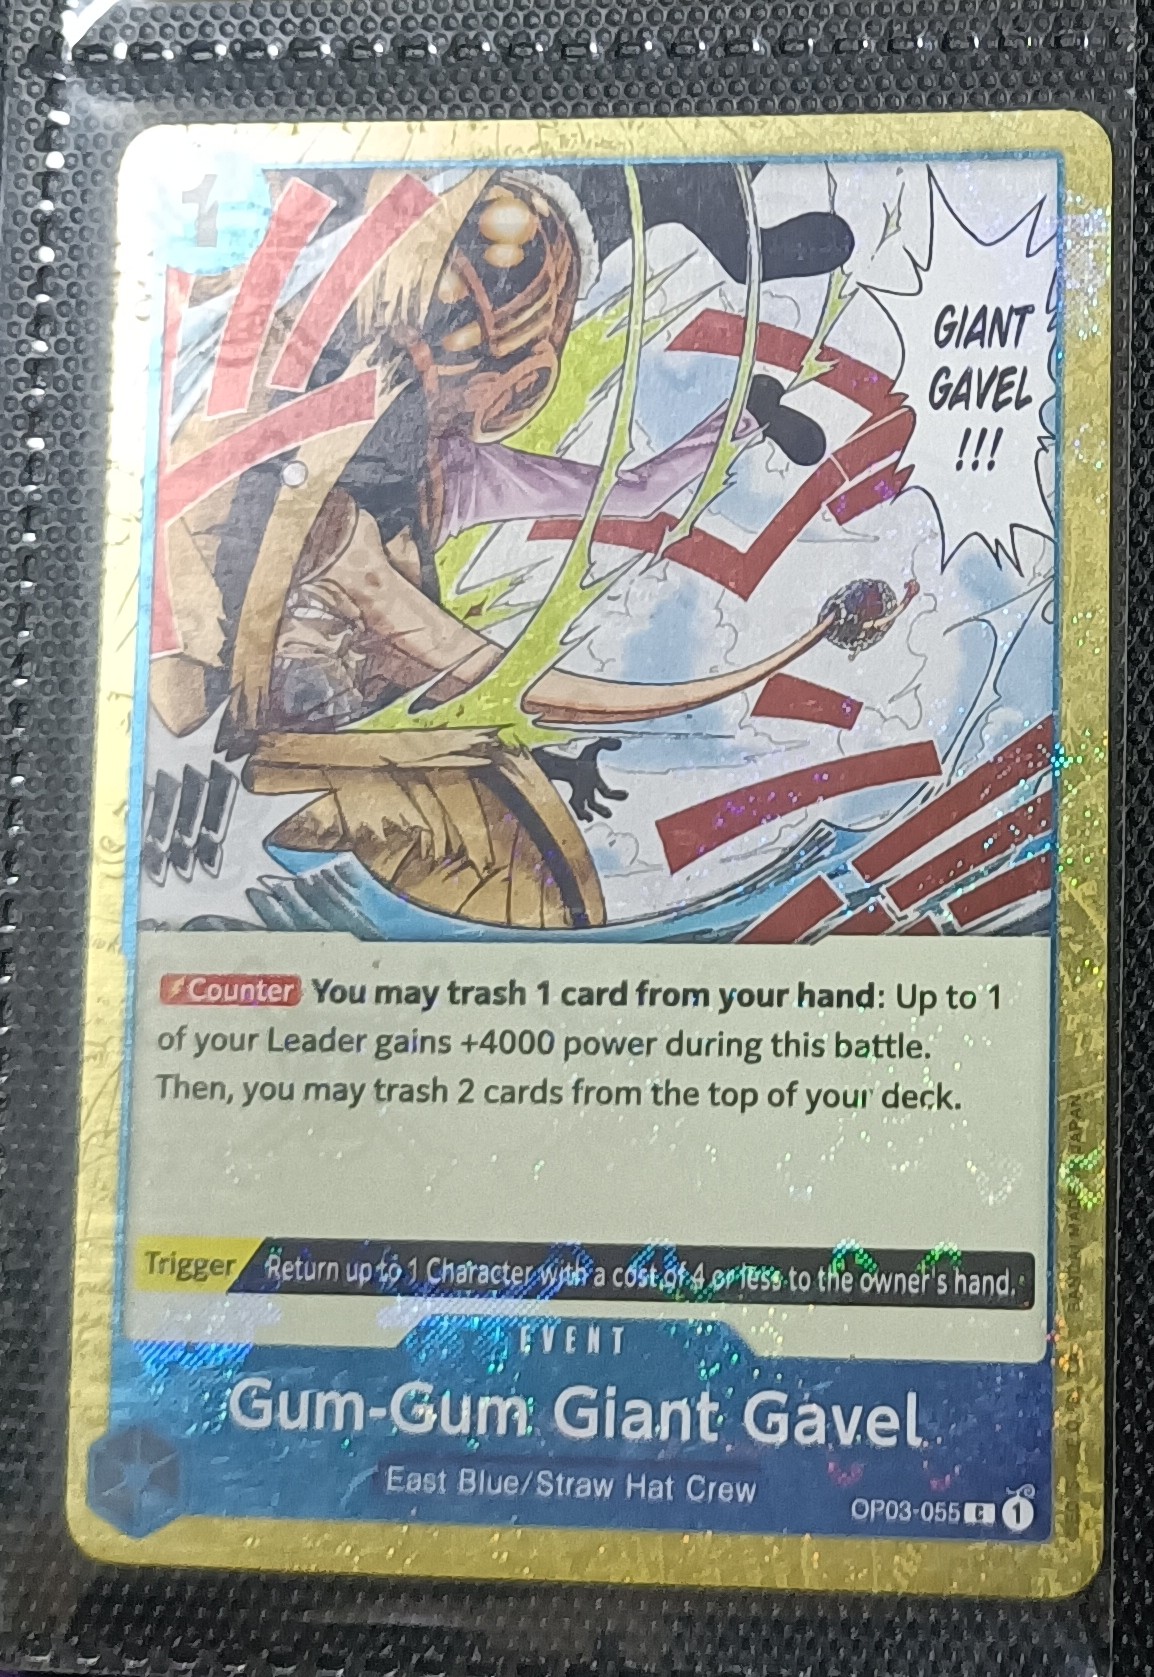 1
GIANT
GAVEL
!!!
Counter You may trash 1 card from your hand: Up to 1
of your Leader gains +4000 power during this battle.
Then, you may trash 2 cards from the top of your deck.
Trigger Return up to 1 Character with a cost of 4 or less to the owner's hand.
EVENT
Gum-Gum Giant Gavel
East Blue/Straw Hat Crew
OP03-055 C 1
JAPAN